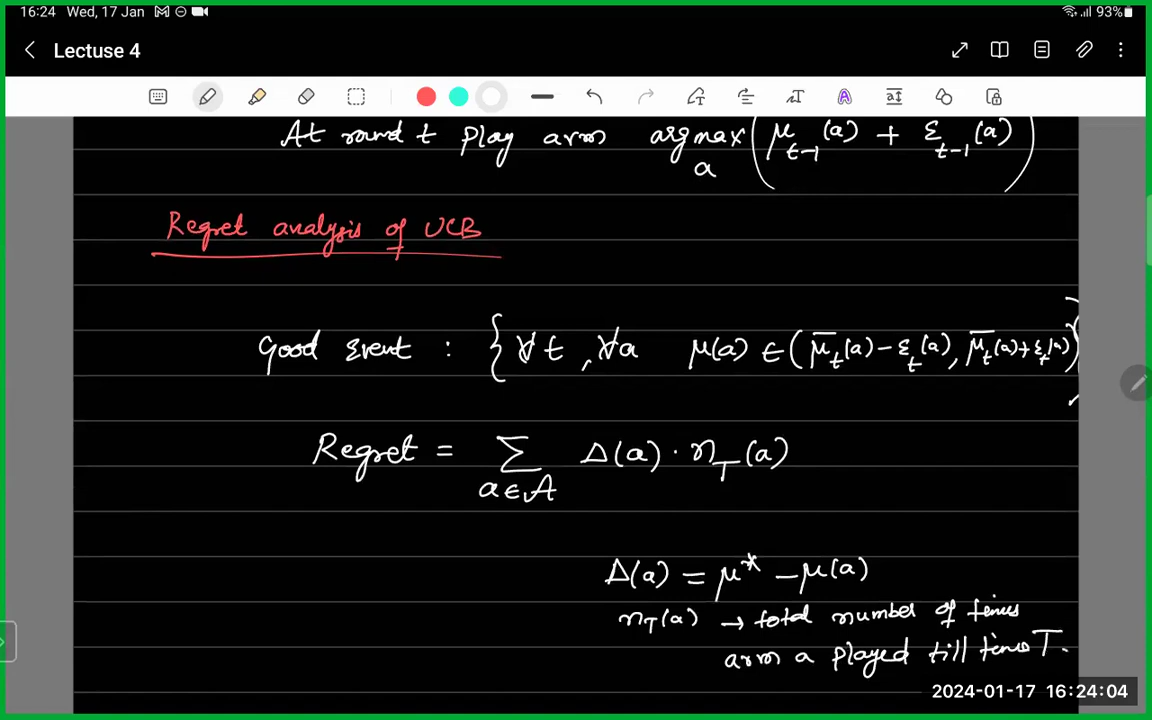 16:24 Wed, 17 Jan 93%
Lectuse 4
At round t play arm argmax_a ( μ_{t-1}(a) + ε_{t-1}(a) )
Regret analysis of UCB
Good Event : { ∀t, ∀a μ(a) ∈ ( μ̅_t(a) - ε_t(a), μ̅_t(a) + ε_t(a) ) }
Regret = Σ_{a∈A} Δ(a) · n_T(a)
Δ(a) = μ* - μ(a)
n_T(a) → total number of times
arm a played till time T.
2024-01-17 16:24:04